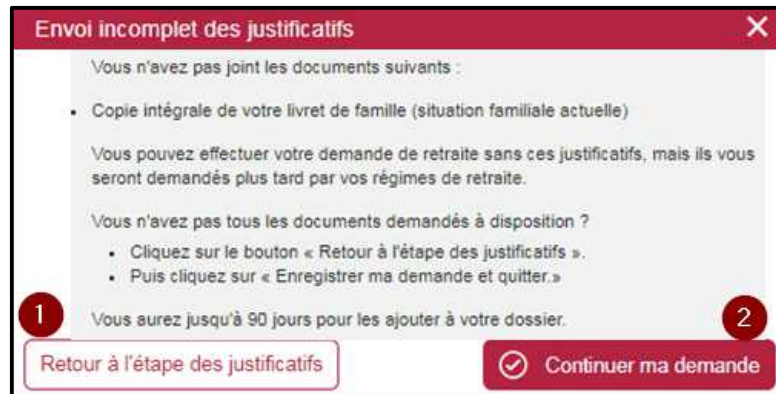 Envoi incomplet des justificatifs
Vous n'avez pas joint les documents suivants :
• Copie intégrale de votre livret de famille (situation familiale actuelle)
Vous pouvez effectuer votre demande de retraite sans ces justificatifs, mais ils vous
seront demandés plus tard par vos régimes de retraite.
Vous n'avez pas tous les documents demandés à disposition ?
• Cliquez sur le bouton « Retour à l'étape des justificatifs ».
• Puis cliquez sur « Enregistrer ma demande et quitter.»
1
2
Vous aurez jusqu'à 90 jours pour les ajouter à votre dossier.
Retour à l'étape des justificatifs
Continuer ma demande